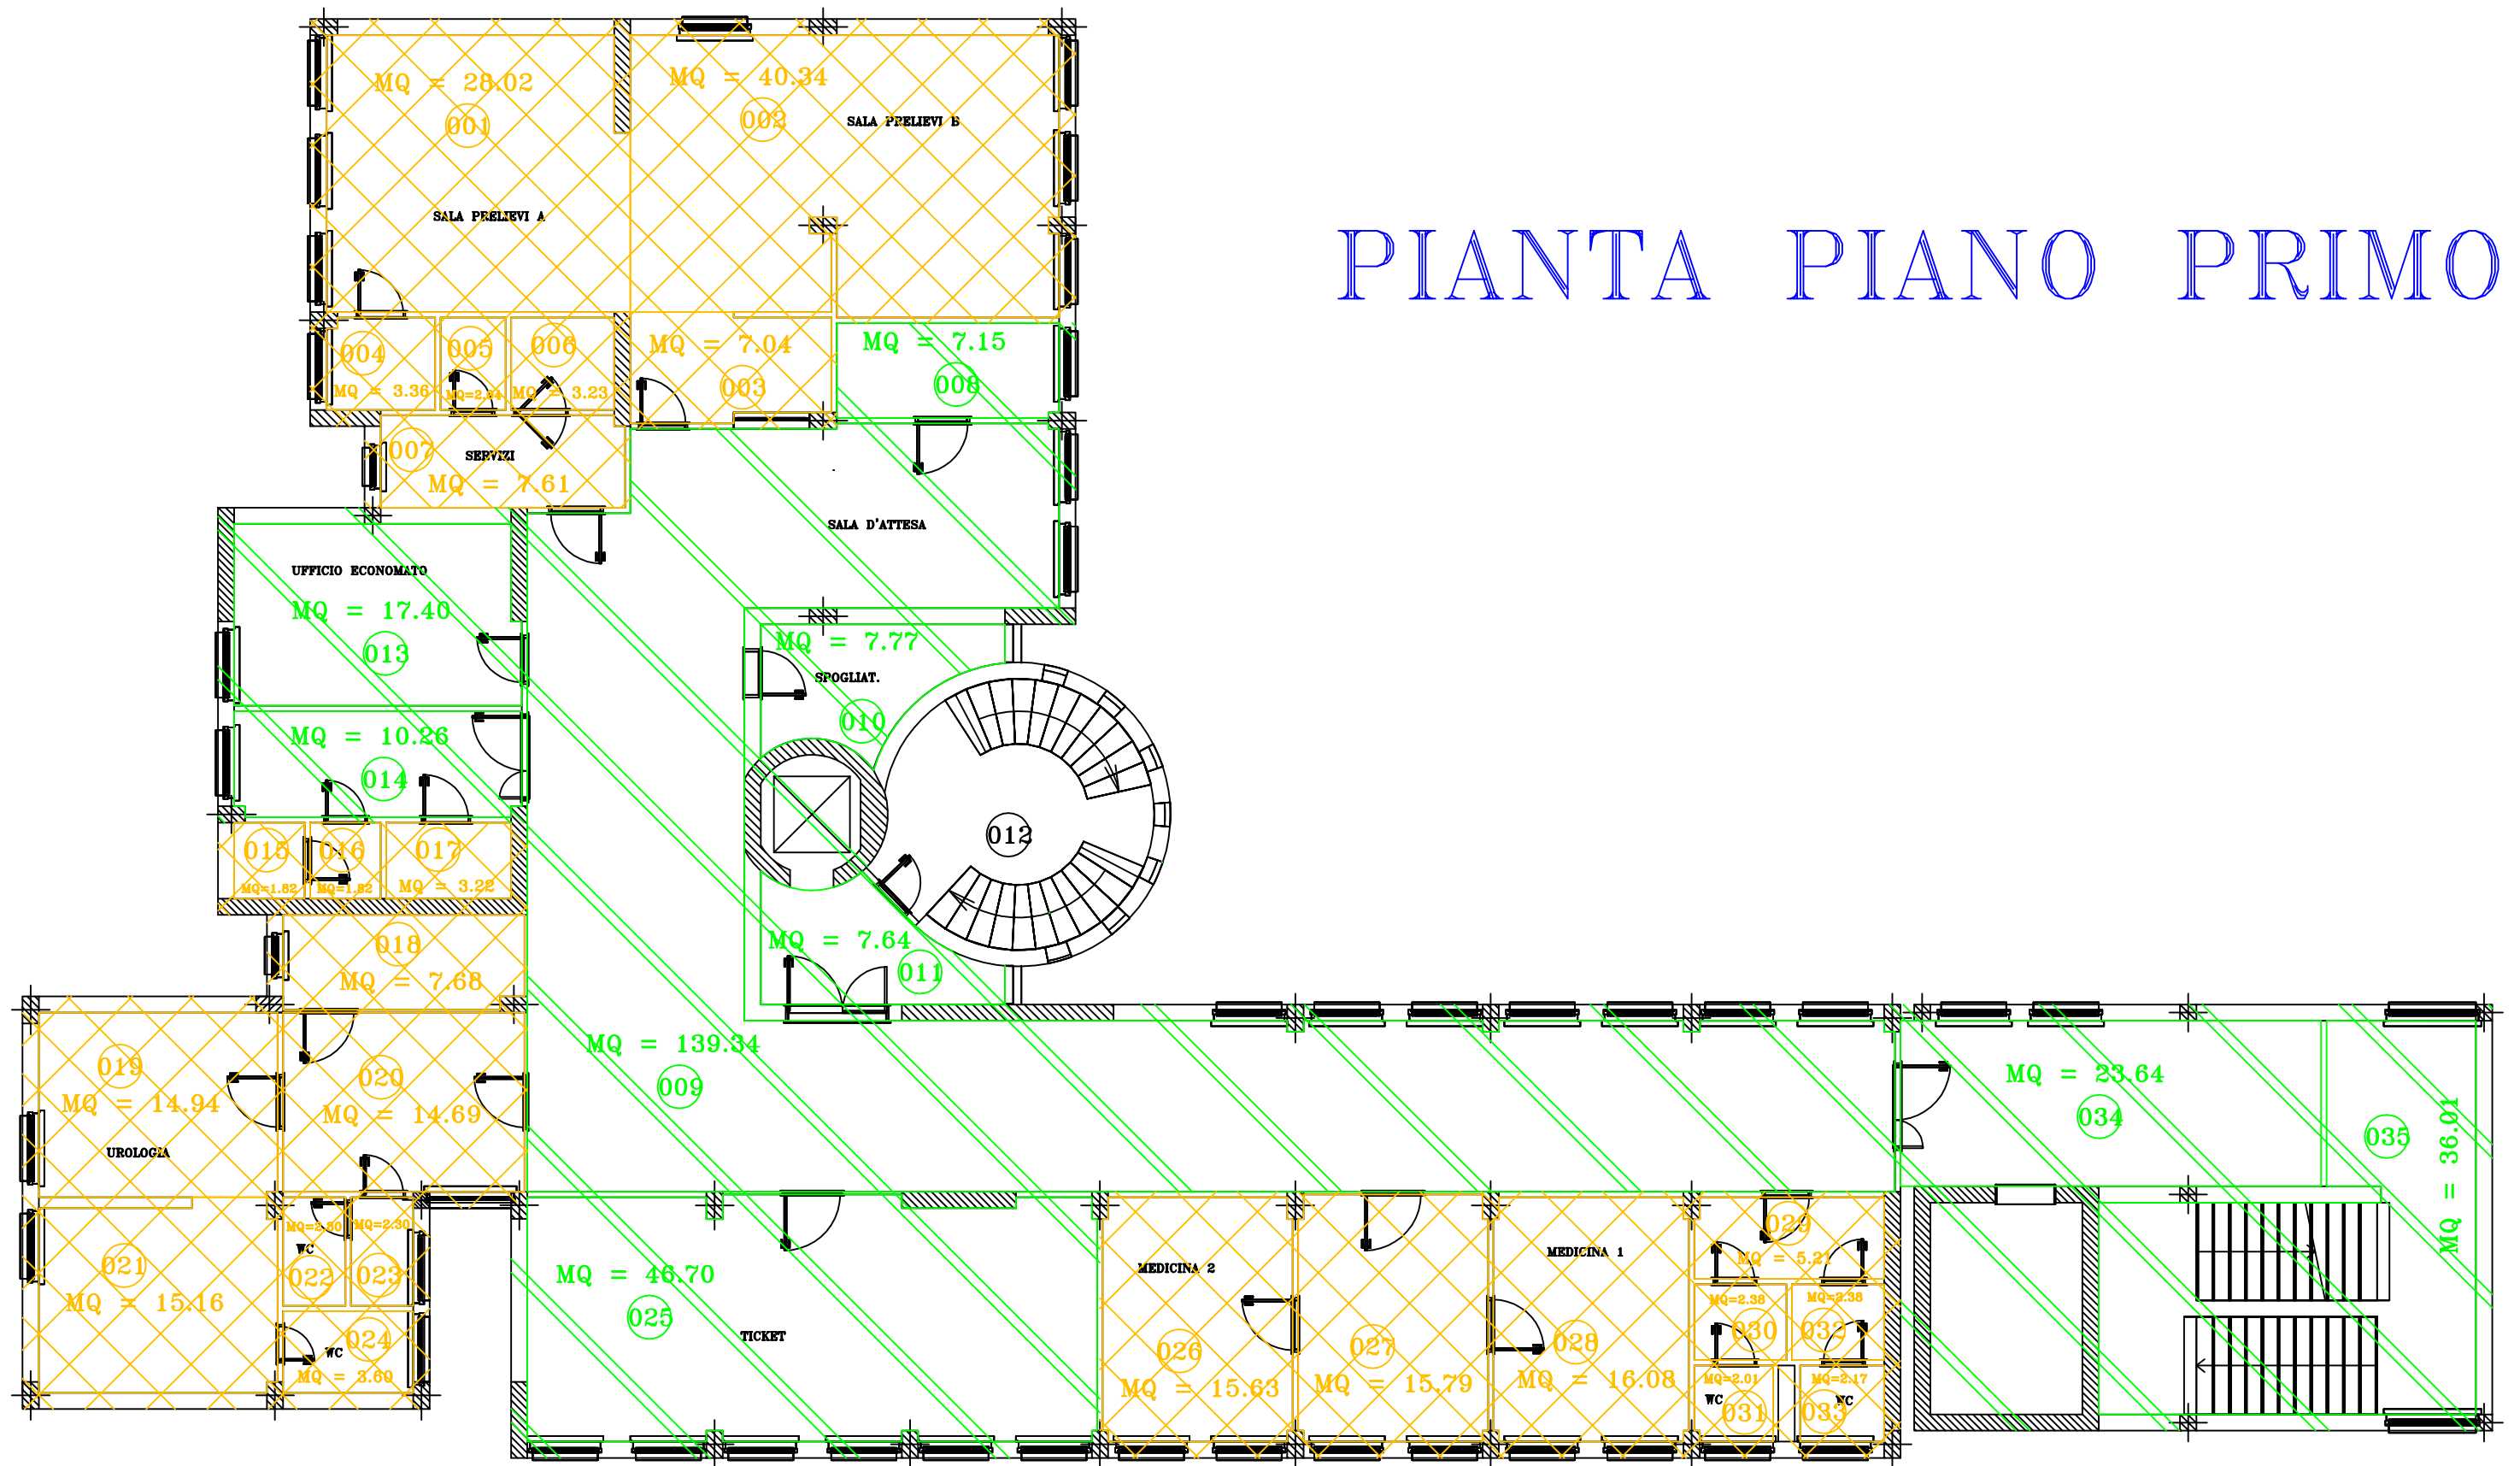 PIANTA PIANO PRIMO
MQ = 28.02
001
MQ = 40.34
002
SALA PRELIEVI B
SALA PRELIEVI A
004
MQ = 3.36
005
006
MQ = 3.23
MQ = 7.04
003
MQ = 7.15
008
007
SERVIZI
MQ = 7.61
SALA D'ATTESA
UFFICIO ECONOMATO
MQ = 17.40
013
MQ = 7.77
SPOGLIAT.
010
MQ = 10.26
014
012
015
MQ=1.82
016
MQ=1.82
017
MQ = 3.22
018
MQ = 7.68
MQ = 7.64
011
MQ = 139.34
009
019
MQ = 14.94
UROLOGIA
020
MQ = 14.69
MQ = 23.64
034
035
MQ = 36.01
021
MQ = 15.16
WC
022
MQ=2.30
023
024
WC
MQ = 3.60
MQ = 46.70
025
TICKET
MEDICINA 2
026
MQ = 15.63
027
MQ = 15.79
MEDICINA 1
028
MQ = 16.08
029
MQ = 5.21
MQ=2.38
030
MQ=2.38
032
MQ=2.01
WC
031
MQ=2.17
WC
033